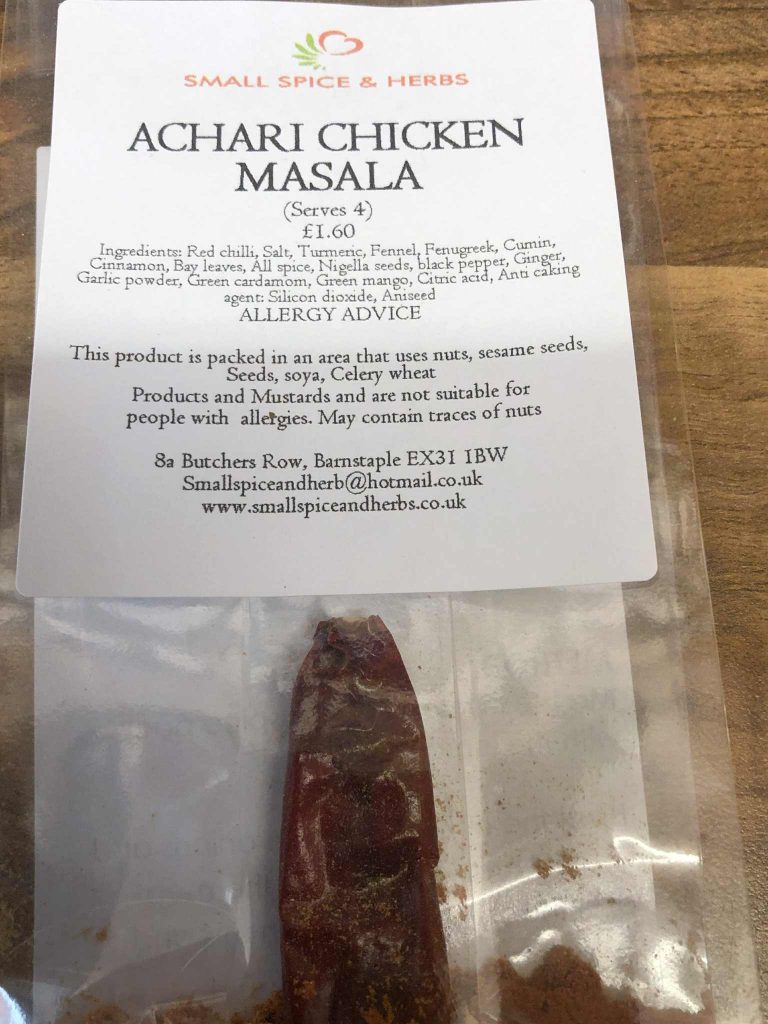 SMALL SPICE & HERBS
ACHARI CHICKEN
MASALA
(Serves 4)
£1.60
Ingredients: Red chilli, Salt, Turmeric, Fennel, Fenugreek, Cumin,
Cinnamon, Bay leaves, All spice, Nigella seeds, black pepper, Ginger,
Garlic powder, Green cardamom, Green mango, Citric acid, Anti caking
agent: Silicon dioxide, Aniseed
ALLERGY ADVICE
This product is packed in an area that uses nuts, sesame seeds,
Seeds, soya, Celery wheat
Products and Mustards and are not suitable for
people with allergies. May contain traces of nuts
8a Butchers Row, Barnstaple EX31 1BW
Smallspiceandherb@hotmail.co.uk
www.smallspiceandherbs.co.uk